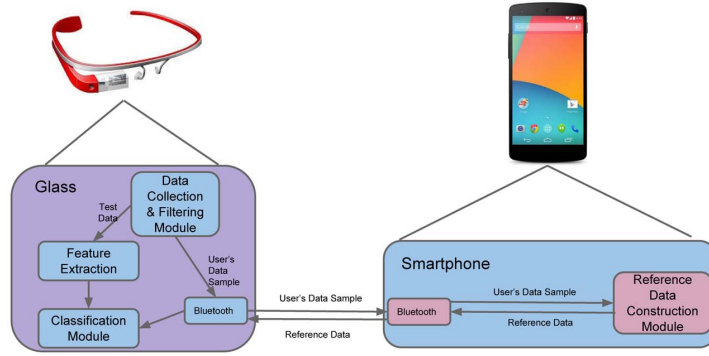 Glass
Data
Collection
& Filtering
Module
Test
Data
User's
Data
Sample
Feature
Extraction
Classification
Module
Bluetooth
User's Data Sample
Reference Data
Smartphone
Bluetooth
User's Data Sample
Reference Data
Reference
Data
Construction
Module